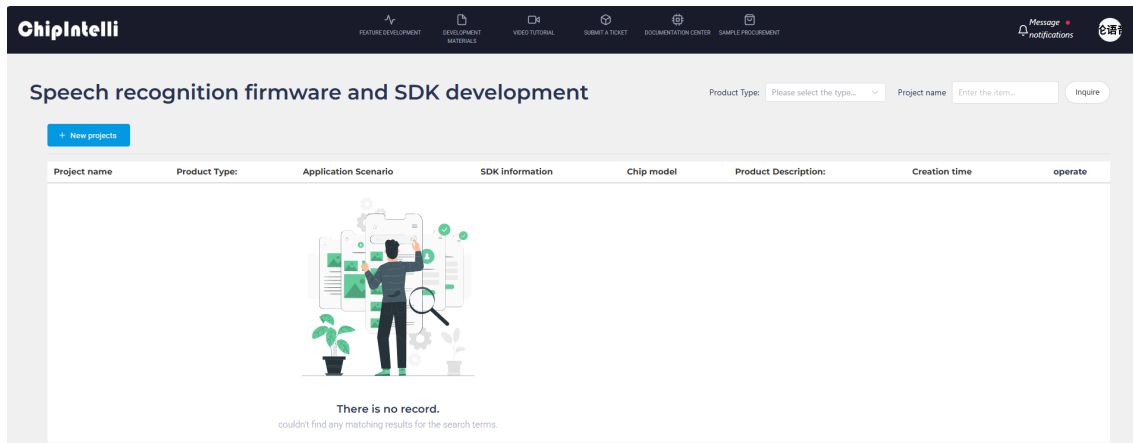 ChipIntelli
FEATURE DEVELOPMENT
DEVELOPMENT
MATERIALS
VIDEO TUTORIAL
SUBMIT A TICKET
DOCUMENTATION CENTER
SAMPLE PROCUREMENT
Message
notifications
Speech recognition firmware and SDK development
Product Type: Please select the type...
Project name Enter the item...
Inquire
+ New projects
Project name Product Type: Application Scenario SDK information Chip model Product Description: Creation time operate
There is no record.
couldn't find any matching results for the search terms.